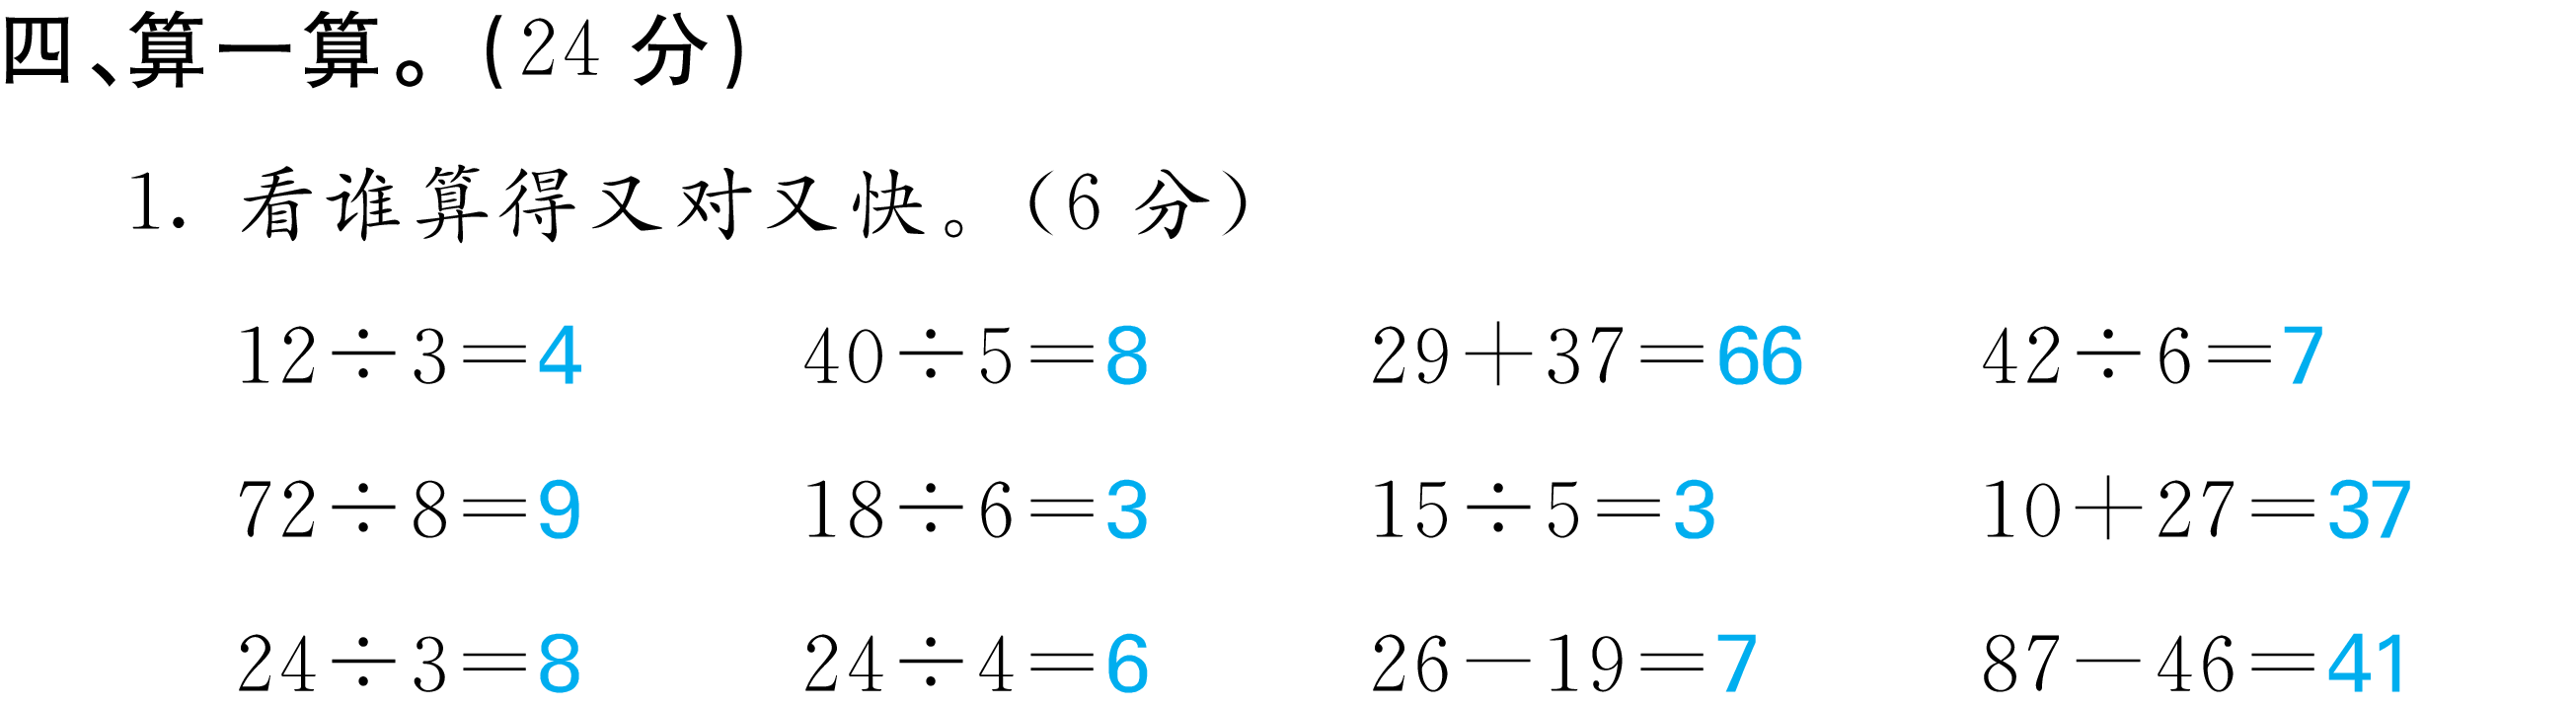 四、算一算。(24 分)
1. 看谁算得又对又快。(6 分)
12÷3=4 40÷5=8 29+37=66 42÷6=7
72÷8=9 18÷6=3 15÷5=3 10+27=37
24÷3=8 24÷4=6 26-19=7 87-46=41